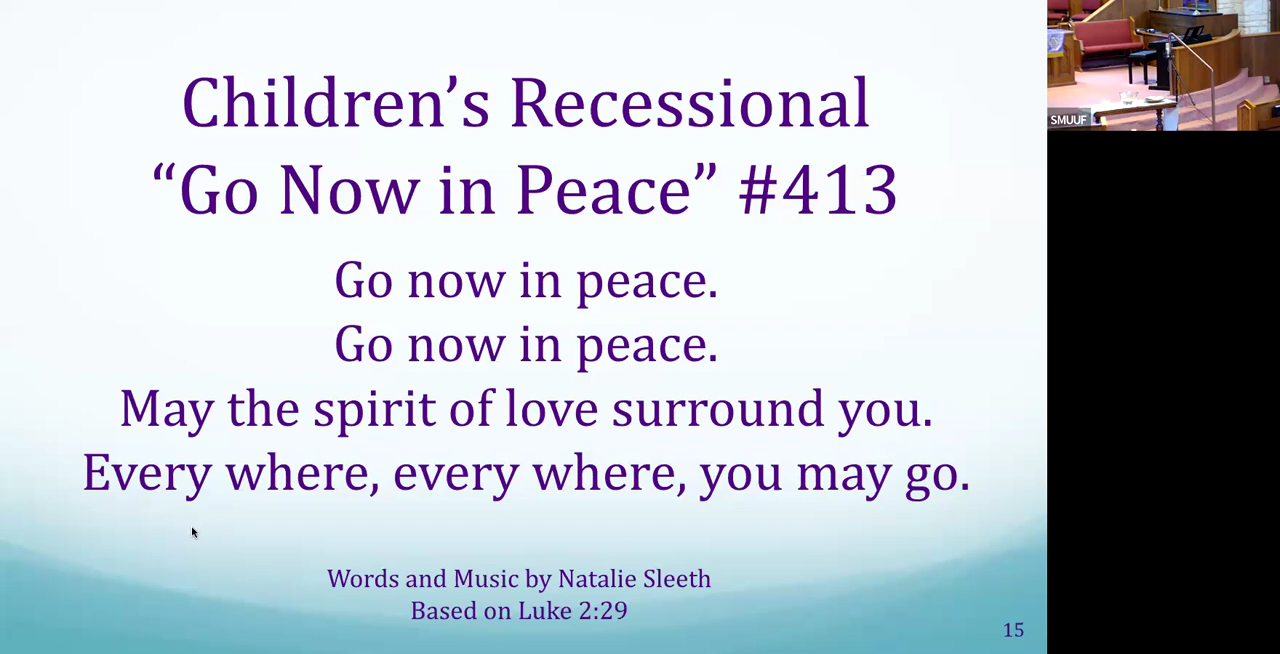 Children’s Recessional
“Go Now in Peace” #413
Go now in peace.
Go now in peace.
May the spirit of love surround you.
Every where, every where, you may go.
Words and Music by Natalie Sleeth
Based on Luke 2:29
15
SMUUF